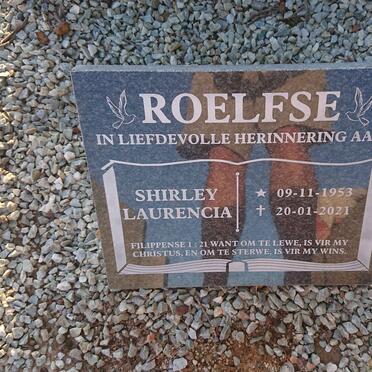 ROELFSE
IN LIEFDEVOLLE HERINNERING AA
SHIRLEY ★ 09-11-1953
LAURENCIA ✝ 20-01-2021
FILIPPENSE 1 : 21 WANT OM TE LEWE, IS VIR MY
CHRISTUS, EN OM TE STERWE, IS VIR MY WINS.